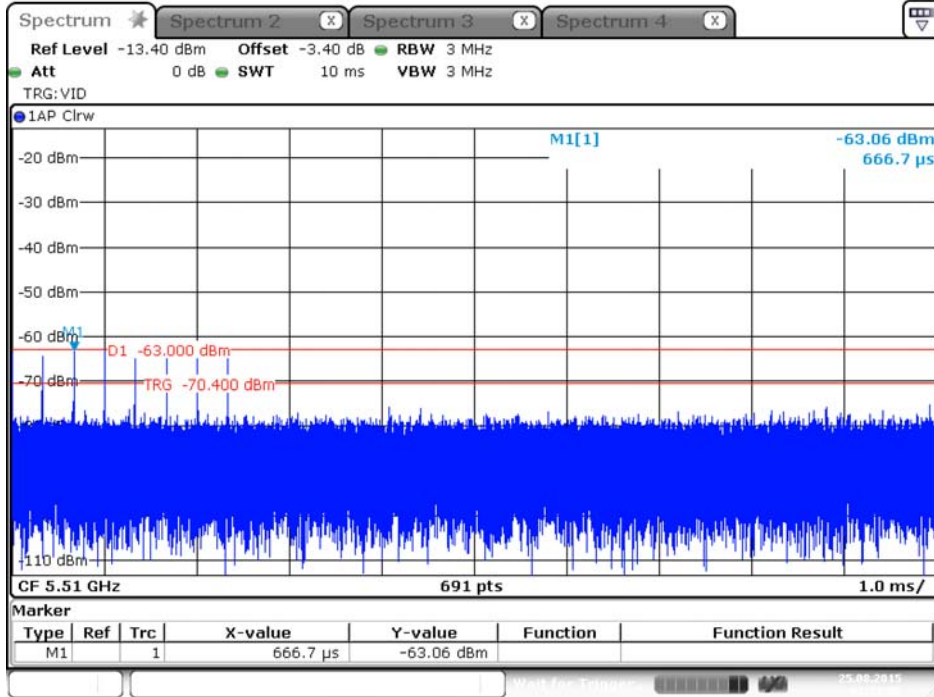 Spectrum Spectrum 2 X Spectrum 3 X Spectrum 4 X
Ref Level -13.40 dBm Offset -3.40 dB RBW 3 MHz
Att 0 dB SWT 10 ms VBW 3 MHz
TRG:VID
1AP Clrw
M1[1] -63.06 dBm
666.7 µs
-20 dBm
-30 dBm
-40 dBm
-50 dBm
-60 dBm
M1
D1 -63.000 dBm
-70 dBm
TRG -70.400 dBm
-110 dBm
CF 5.51 GHz 691 pts 1.0 ms/
Marker
Type Ref Trc X-value Y-value Function Function Result
M1 1 666.7 µs -63.06 dBm
Wait for Trigger 25.08.2015